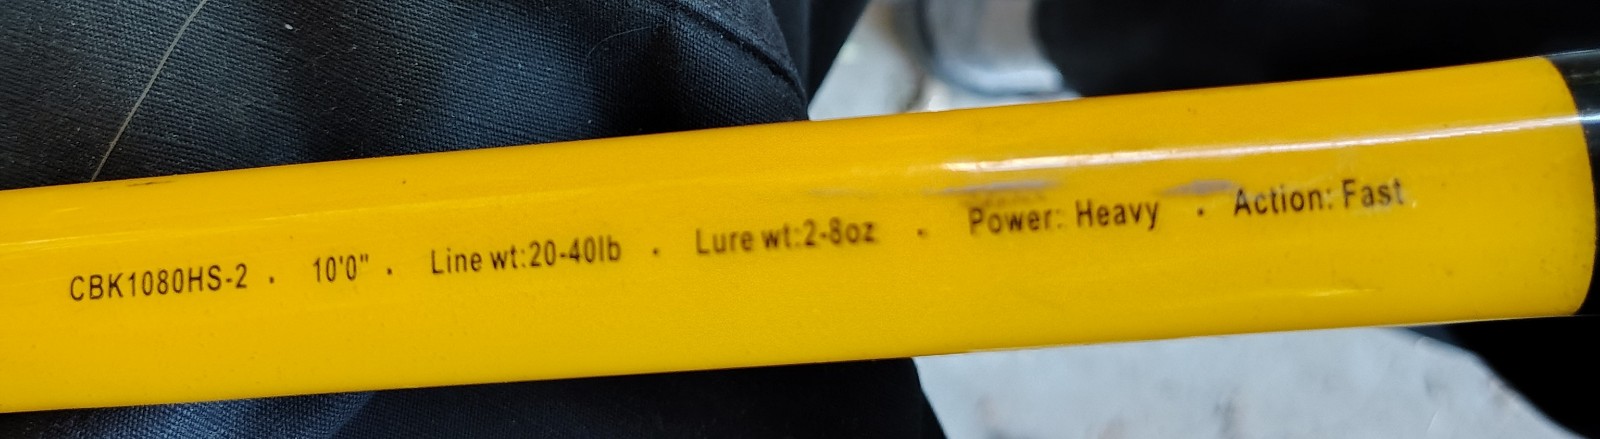 CBK1080HS-2 . 10'0" . Line wt:20-40lb . Lure wt:2-8oz . Power: Heavy . Action: Fast